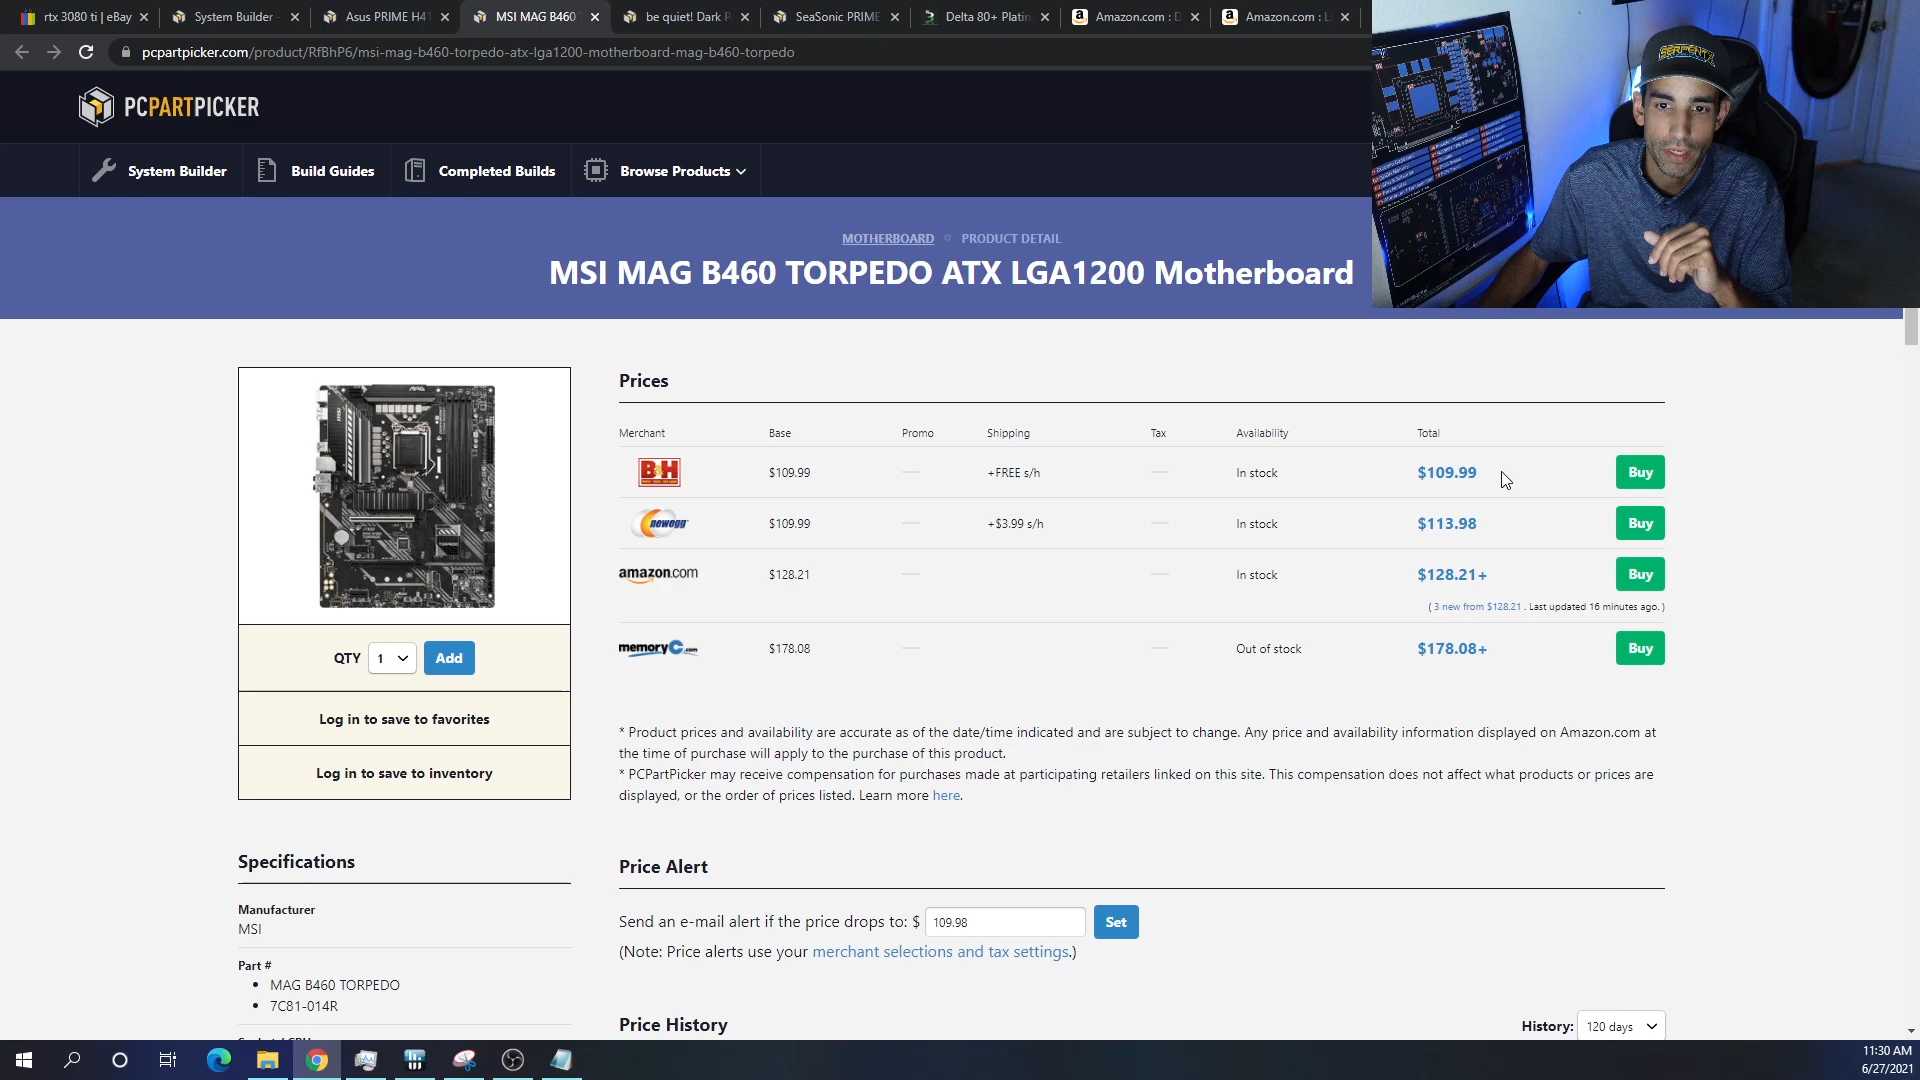 rtx 3080 ti | eBay
System Builder -
Asus PRIME H41
MSI MAG B460
be quiet! Dark P
SeaSonic PRIME
Delta 80+ Platin
Amazon.com : D
Amazon.com : Li
pcpartpicker.com/product/RfBhP6/msi-mag-b460-torpedo-atx-lga1200-motherboard-mag-b460-torpedo
PCPARTPICKER
System Builder
Build Guides
Completed Builds
Browse Products
MOTHERBOARD
PRODUCT DETAIL
MSI MAG B460 TORPEDO ATX LGA1200 Motherboard
Prices
Merchant Base Promo Shipping Tax Availability Total
B&H $109.99 +FREE s/h In stock $109.99 Buy
newegg $109.99 +$3.99 s/h In stock $113.98 Buy
amazon.com $128.21 In stock $128.21+ Buy
( 3 new from $128.21 . Last updated 16 minutes ago. )
memoryC.com $178.08 Out of stock $178.08+ Buy
QTY 1 Add
Log in to save to favorites
Log in to save to inventory
* Product prices and availability are accurate as of the date/time indicated and are subject to change. Any price and availability information displayed on Amazon.com at
the time of purchase will apply to the purchase of this product.
* PCPartPicker may receive compensation for purchases made at participating retailers linked on this site. This compensation does not affect what products or prices are
displayed, or the order of prices listed. Learn more here.
Specifications
Manufacturer
MSI
Part #
MAG B460 TORPEDO
7C81-014R
Price Alert
Send an e-mail alert if the price drops to: $ 109.98 Set
(Note: Price alerts use your merchant selections and tax settings.)
Price History
History: 120 days
11:30 AM
6/27/2021